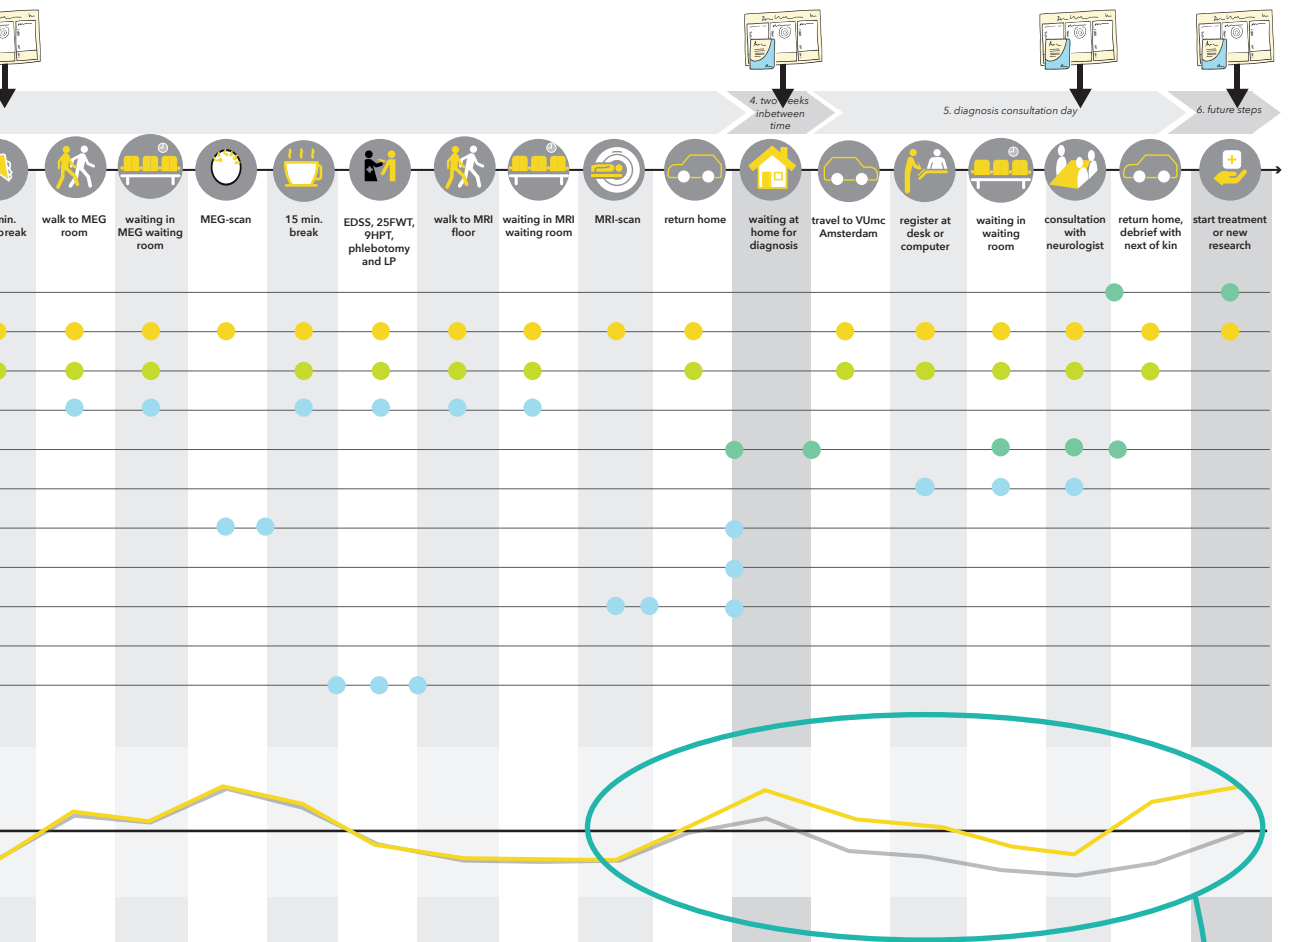 4. two weeks
inbetween
time
5. diagnosis consultation day
6. future steps
min.
break
walk to MEG
room
waiting in
MEG waiting
room
MEG-scan
15 min.
break
EDSS, 25FWT,
9HPT,
phlebotomy
and LP
walk to MRI
floor
waiting in MRI
waiting room
MRI-scan
return home
waiting at
home for
diagnosis
travel to VUmc
Amsterdam
register at
desk or
computer
waiting in
waiting
room
consultation
with
neurologist
return home,
debrief with
next of kin
start treatment
or new
research